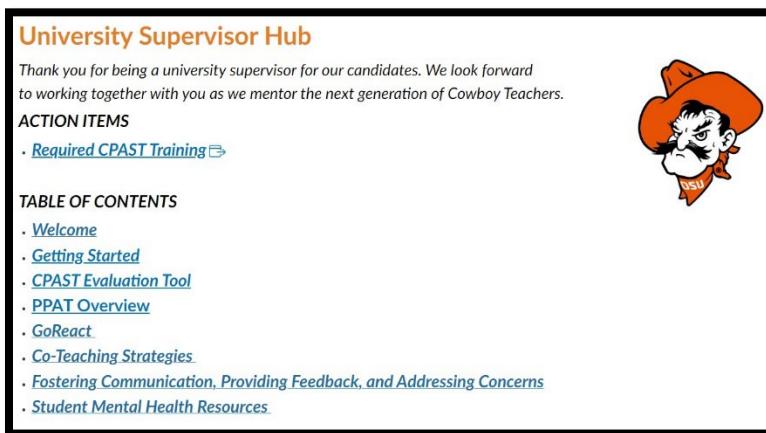 University Supervisor Hub
Thank you for being a university supervisor for our candidates. We look forward
to working together with you as we mentor the next generation of Cowboy Teachers.
ACTION ITEMS
· Required CPAST Training
TABLE OF CONTENTS
· Welcome
· Getting Started
· CPAST Evaluation Tool
· PPAT Overview
· GoReact
· Co-Teaching Strategies
· Fostering Communication, Providing Feedback, and Addressing Concerns
· Student Mental Health Resources
OSU